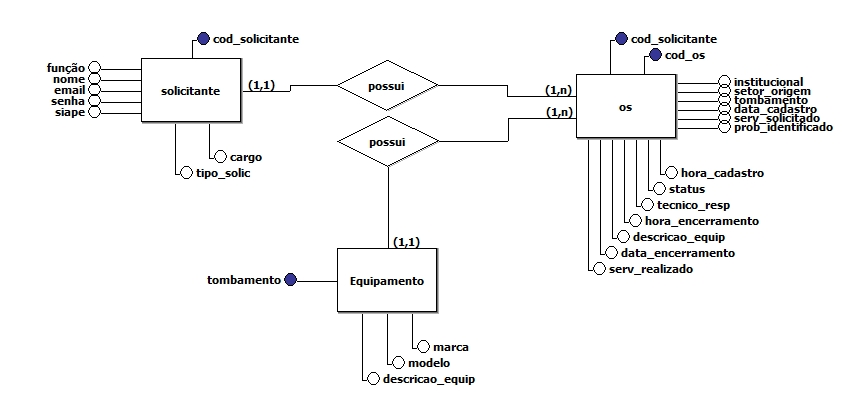 cod_solicitante
função
nome
email
senha
siape
solicitante
(1,1)
possui
(1,n)
cod_solicitante
cod_os
os
institucional
setor_origem
tombamento
data_cadastro
serv_solicitado
prob_identificado
possui
(1,n)
cargo
tipo_solic
hora_cadastro
status
tecnico_resp
hora_encerramento
descricao_equip
data_encerramento
serv_realizado
(1,1)
tombamento
Equipamento
marca
modelo
descricao_equip